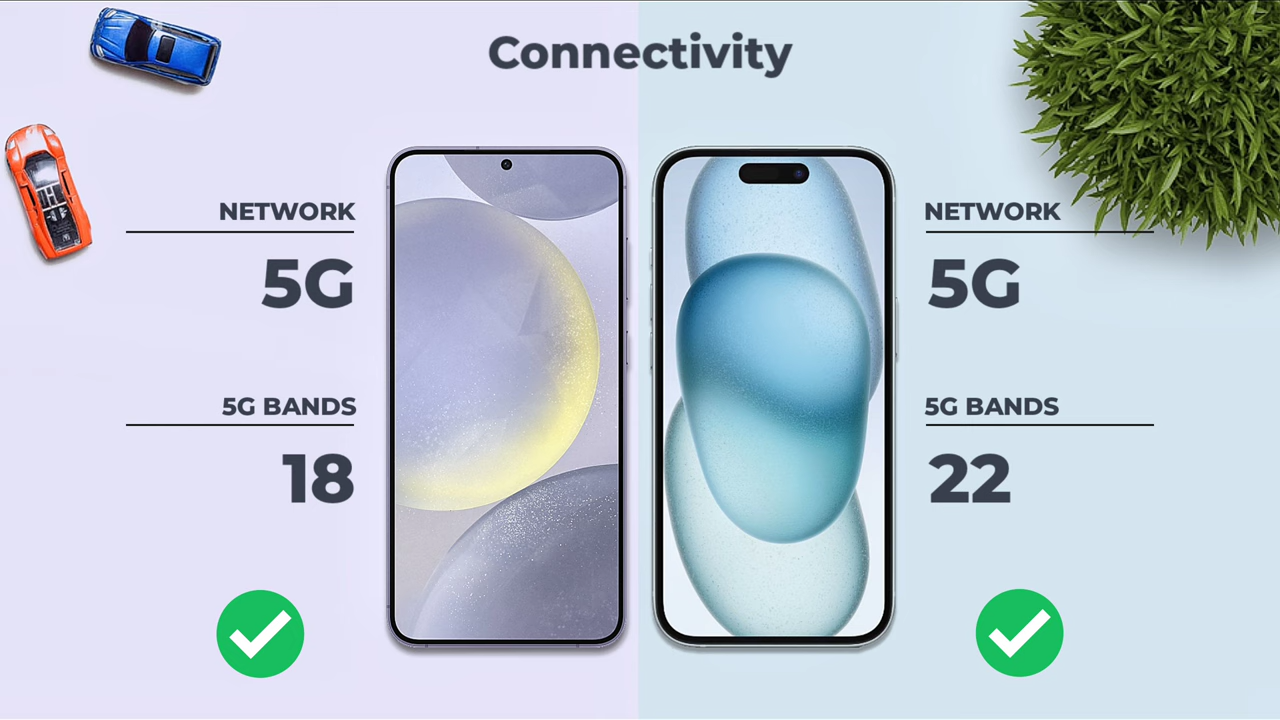 Connectivity
NETWORK
5G
5G BANDS
18
NETWORK
5G
5G BANDS
22